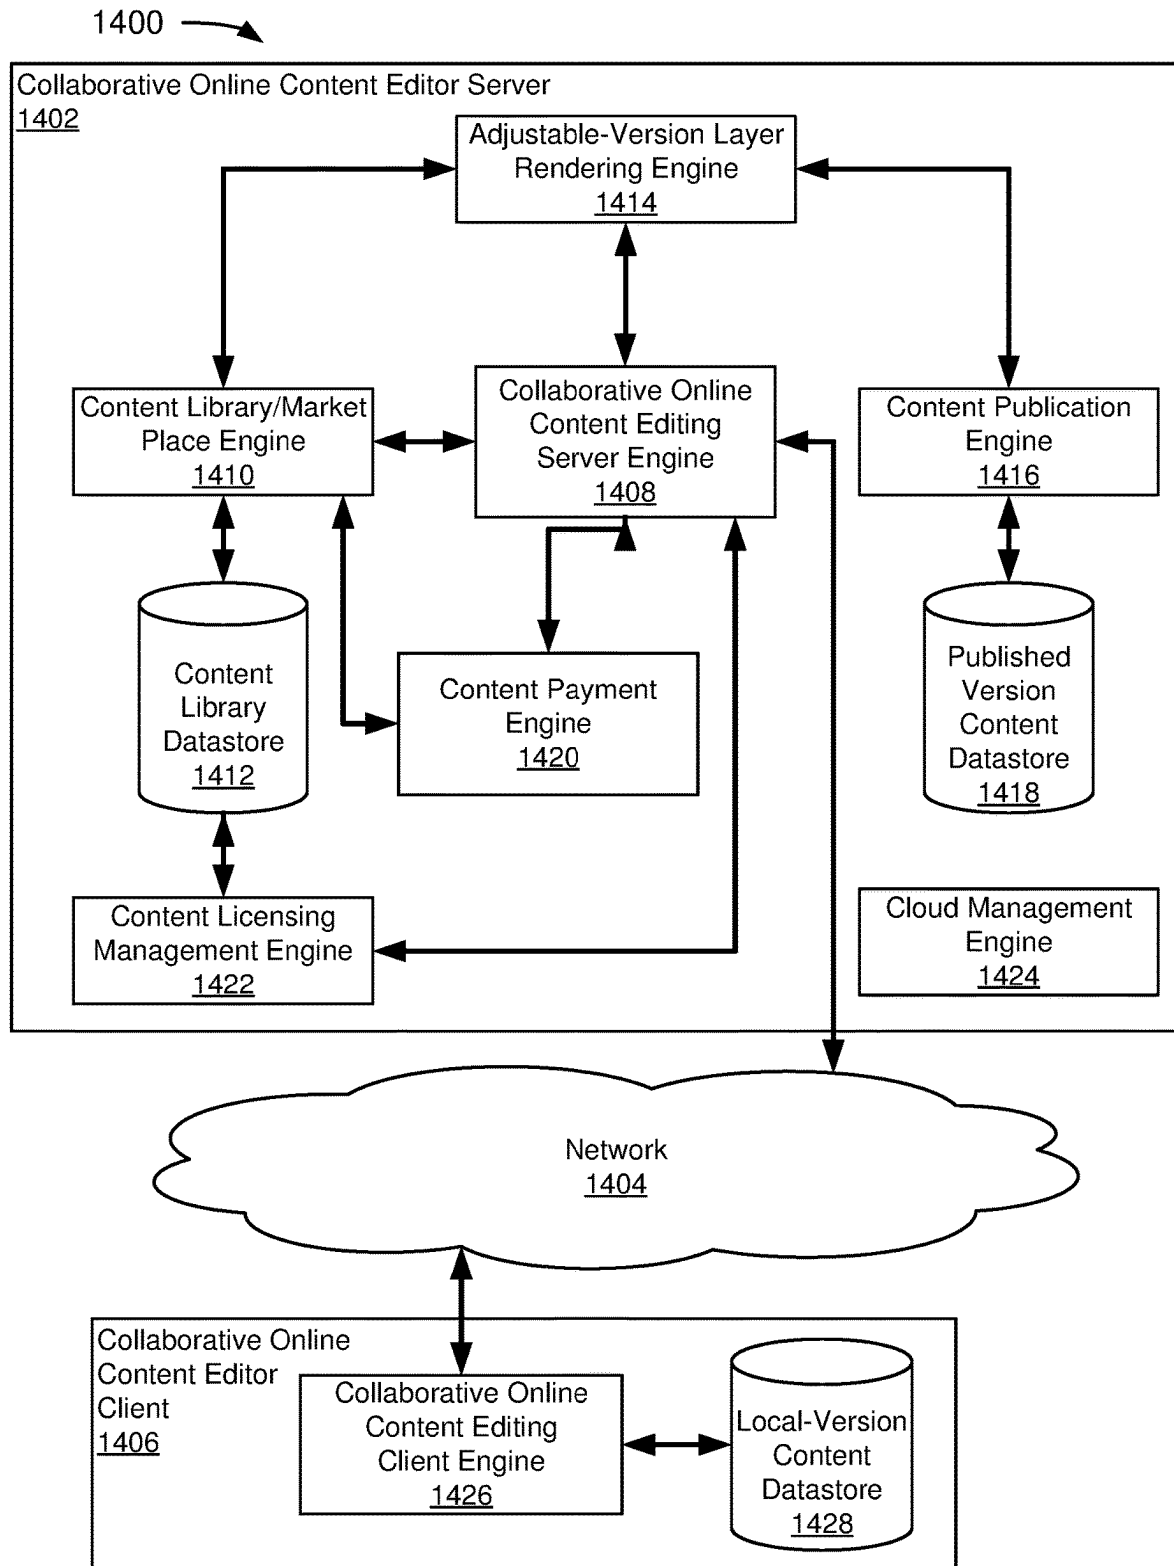 1400
Collaborative Online Content Editor Server
1402
Adjustable-Version Layer
Rendering Engine
1414
Content Library/Market
Place Engine
1410
Collaborative Online
Content Editing
Server Engine
1408
Content Publication
Engine
1416
Content
Library
Datastore
1412
Content Payment
Engine
1420
Published
Version
Content
Datastore
1418
Content Licensing
Management Engine
1422
Cloud Management
Engine
1424
Network
1404
Collaborative Online
Content Editor
Client
1406
Collaborative Online
Content Editing
Client Engine
1426
Local-Version
Content
Datastore
1428